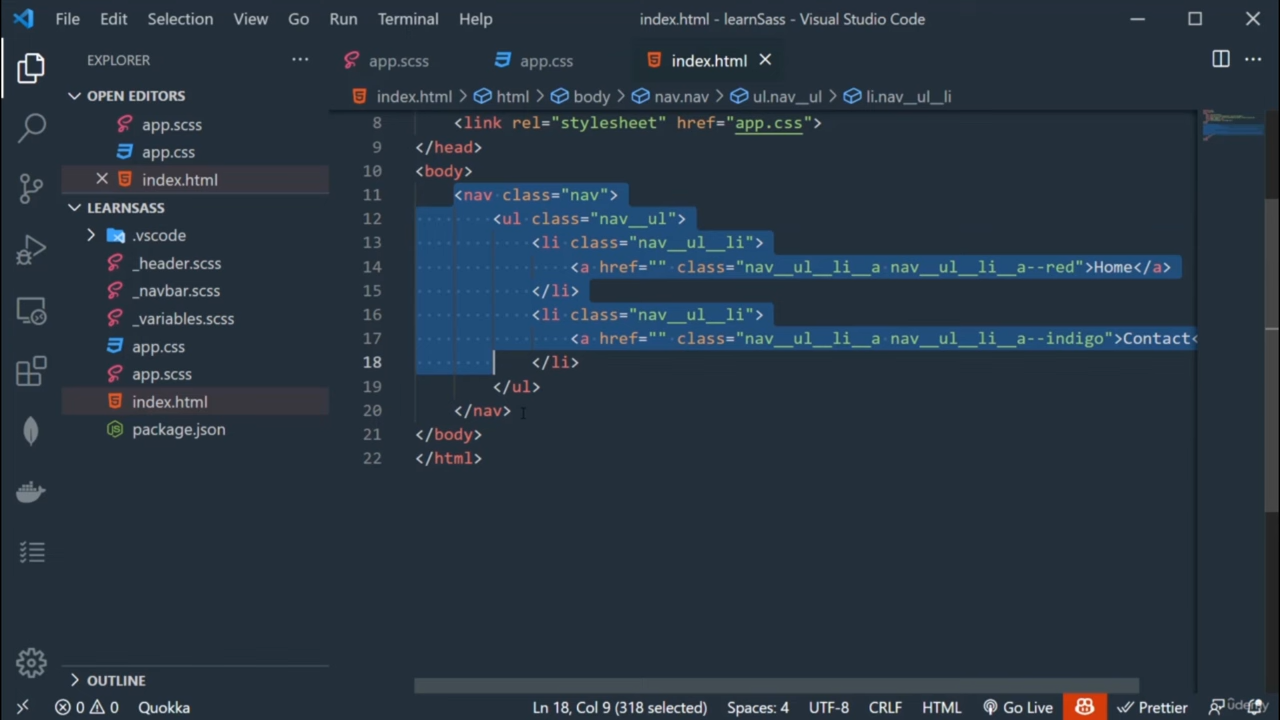 File Edit Selection View Go Run Terminal Help index.html - learnSass - Visual Studio Code
EXPLORER
OPEN EDITORS
app.scss
app.css
index.html
LEARNSASS
.vscode
_header.scss
_navbar.scss
_variables.scss
app.css
app.scss
index.html
package.json
OUTLINE
app.scss app.css index.html
index.html > html > body > nav.nav > ul.nav__ul > li.nav__ul__li
8 <link rel="stylesheet" href="app.css">
9 </head>
10 <body>
11 <nav class="nav">
12 <ul class="nav__ul">
13 <li class="nav__ul__li">
14 <a href="" class="nav__ul__li__a nav__ul__li__a--red">Home</a>
15 </li>
16 <li class="nav__ul__li">
17 <a href="" class="nav__ul__li__a nav__ul__li__a--indigo">Contact<
18 </li>
19 </ul>
20 </nav>
21 </body>
22 </html>
0 0 Quokka Ln 18, Col 9 (318 selected) Spaces: 4 UTF-8 CRLF HTML Go Live Prettier
udemy